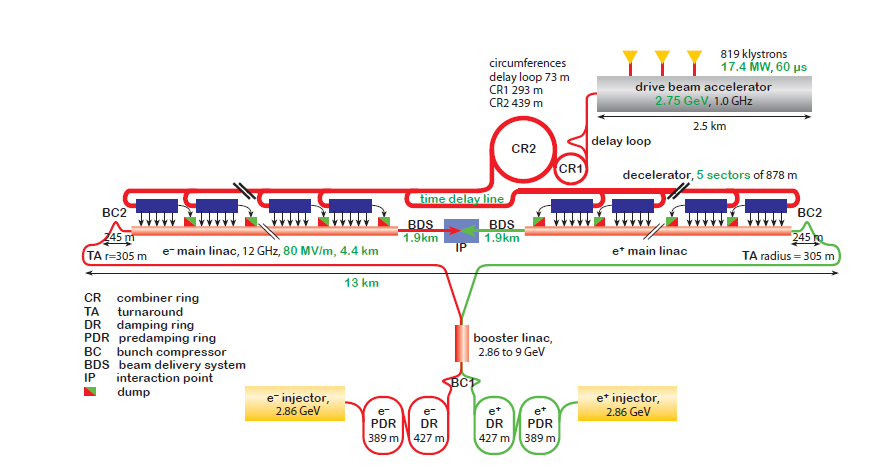 819 klystrons
17.4 MW, 60 µs
circumferences
delay loop 73 m
CR1 293 m
CR2 439 m
drive beam accelerator
2.75 GeV, 1.0 GHz
2.5 km
delay loop
CR2
CR1
decelerator, 5 sectors of 878 m
time delay line
BC2
BDS
1.9km
IP
BDS
1.9km
BC2
245 m
245 m
TA r=305 m
e⁻ main linac, 12 GHz, 80 MV/m, 4.4 km
e⁺ main linac
TA radius = 305 m
13 km
CR combiner ring
TA turnaround
DR damping ring
PDR predamping ring
BC bunch compressor
BDS beam delivery system
IP interaction point
dump
booster linac,
2.86 to 9 GeV
BC1
e⁻ injector,
2.86 GeV
e⁻
PDR
389 m
e⁻
DR
427 m
e⁺
DR
427 m
e⁺
PDR
389 m
e⁺ injector,
2.86 GeV